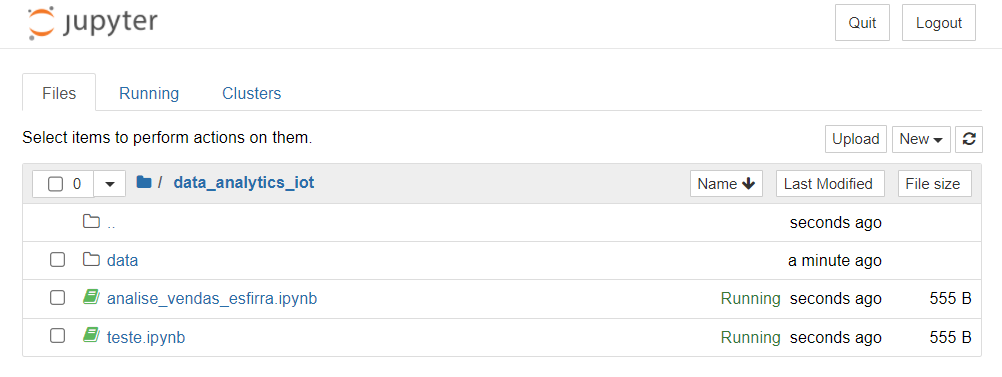 jupyter Quit Logout
Files Running Clusters
Select items to perform actions on them. Upload New
0 / data_analytics_iot Name Last Modified File size
.. seconds ago
data a minute ago
analise_vendas_esfirra.ipynb Running seconds ago 555 B
teste.ipynb Running seconds ago 555 B